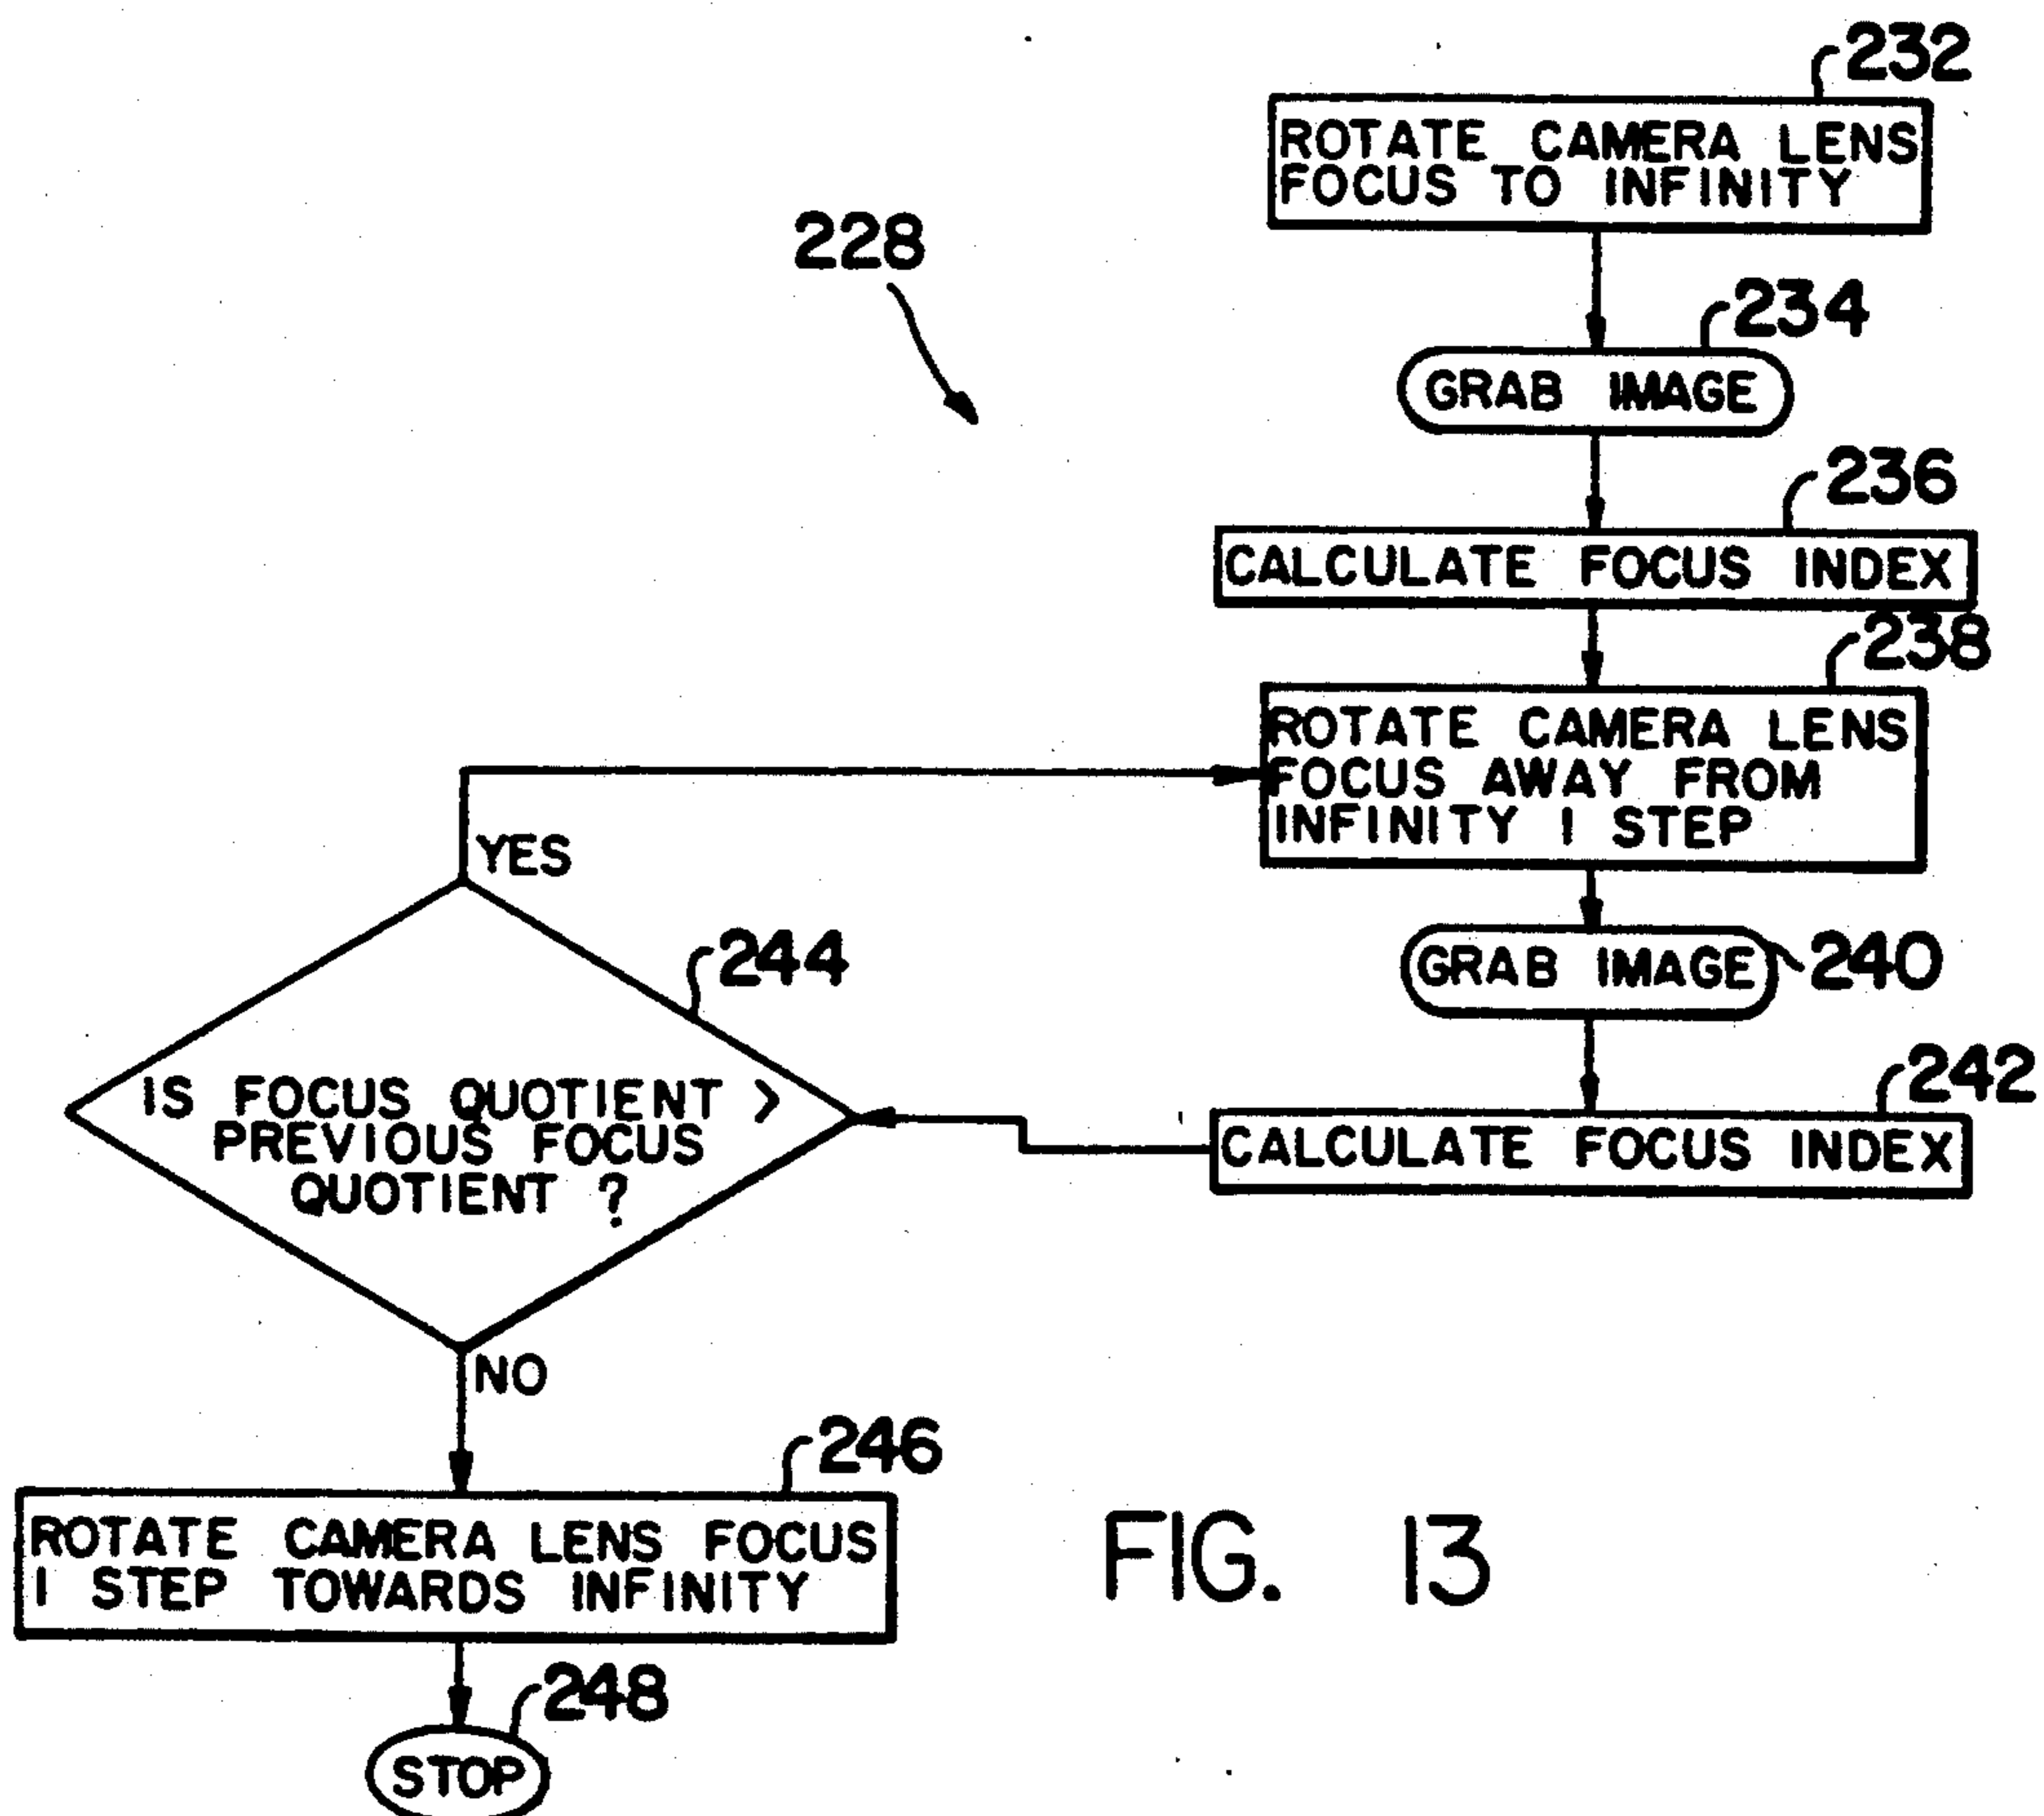 232
ROTATE CAMERA LENS
FOCUS TO INFINITY
228
234
GRAB IMAGE
236
CALCULATE FOCUS INDEX
238
ROTATE CAMERA LENS
FOCUS AWAY FROM
INFINITY 1 STEP
YES
244
GRAB IMAGE
240
242
IS FOCUS QUOTIENT >
PREVIOUS FOCUS
QUOTIENT ?
CALCULATE FOCUS INDEX
NO
246
ROTATE CAMERA LENS FOCUS
1 STEP TOWARDS INFINITY
FIG. 13
248
STOP